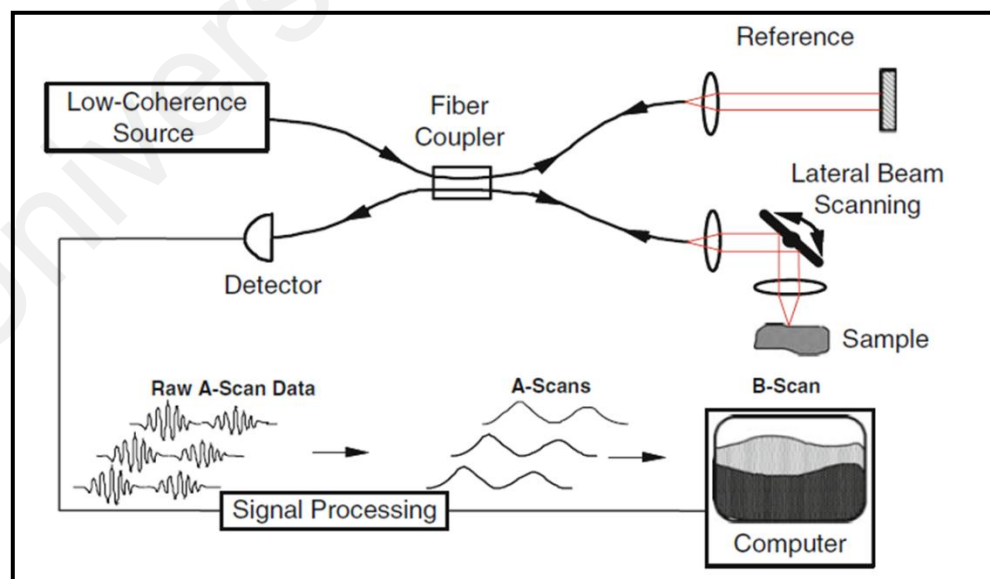 Univers
Reference
Low-Coherence
Source
Fiber
Coupler
Lateral Beam
Scanning
Detector
Sample
Raw A-Scan Data
A-Scans
B-Scan
Signal Processing
Computer